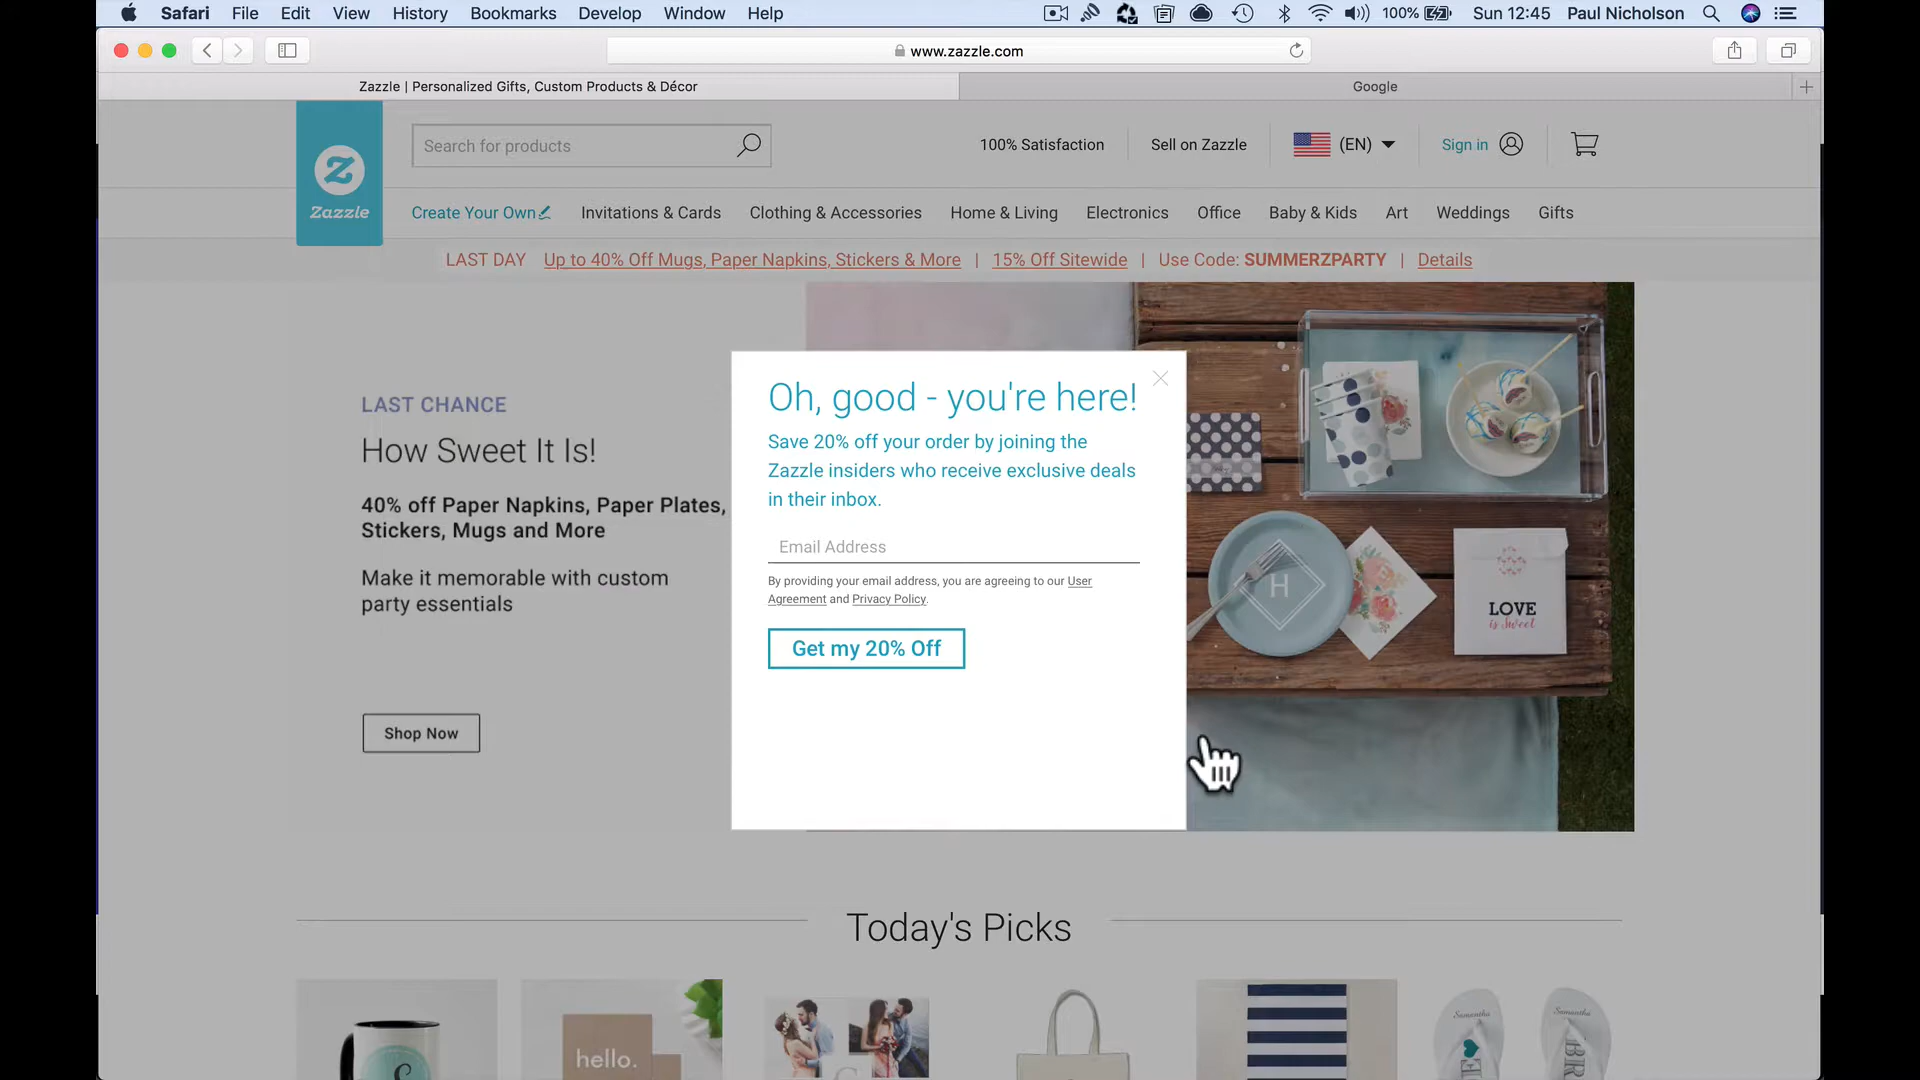 Safari File Edit View History Bookmarks Develop Window Help 100% Sun 12:45 Paul Nicholson
www.zazzle.com
Zazzle | Personalized Gifts, Custom Products & Décor Google
Search for products 100% Satisfaction Sell on Zazzle (EN) Sign in
Z
Zazzle
Create Your Own Invitations & Cards Clothing & Accessories Home & Living Electronics Office Baby & Kids Art Weddings Gifts
LAST DAY Up to 40% Off Mugs, Paper Napkins, Stickers & More | 15% Off Sitewide | Use Code: SUMMERZPARTY | Details
LAST CHANCE
How Sweet It Is!
40% off Paper Napkins, Paper Plates,
Stickers, Mugs and More
Make it memorable with custom
party essentials
Shop Now
Oh, good - you're here!
Save 20% off your order by joining the
Zazzle insiders who receive exclusive deals
in their inbox.
Email Address
By providing your email address, you are agreeing to our User
Agreement and Privacy Policy.
Get my 20% Off
H
LOVE
is Sweet
Today's Picks
hello.
Samantha
Samantha